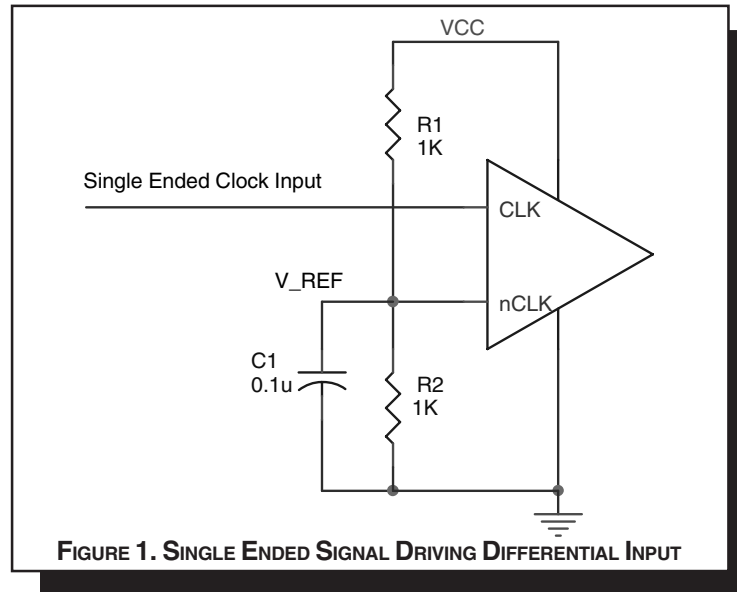 VCC
R1
1K
Single Ended Clock Input
CLK
V_REF
nCLK
C1
0.1u
R2
1K
FIGURE 1. SINGLE ENDED SIGNAL DRIVING DIFFERENTIAL INPUT